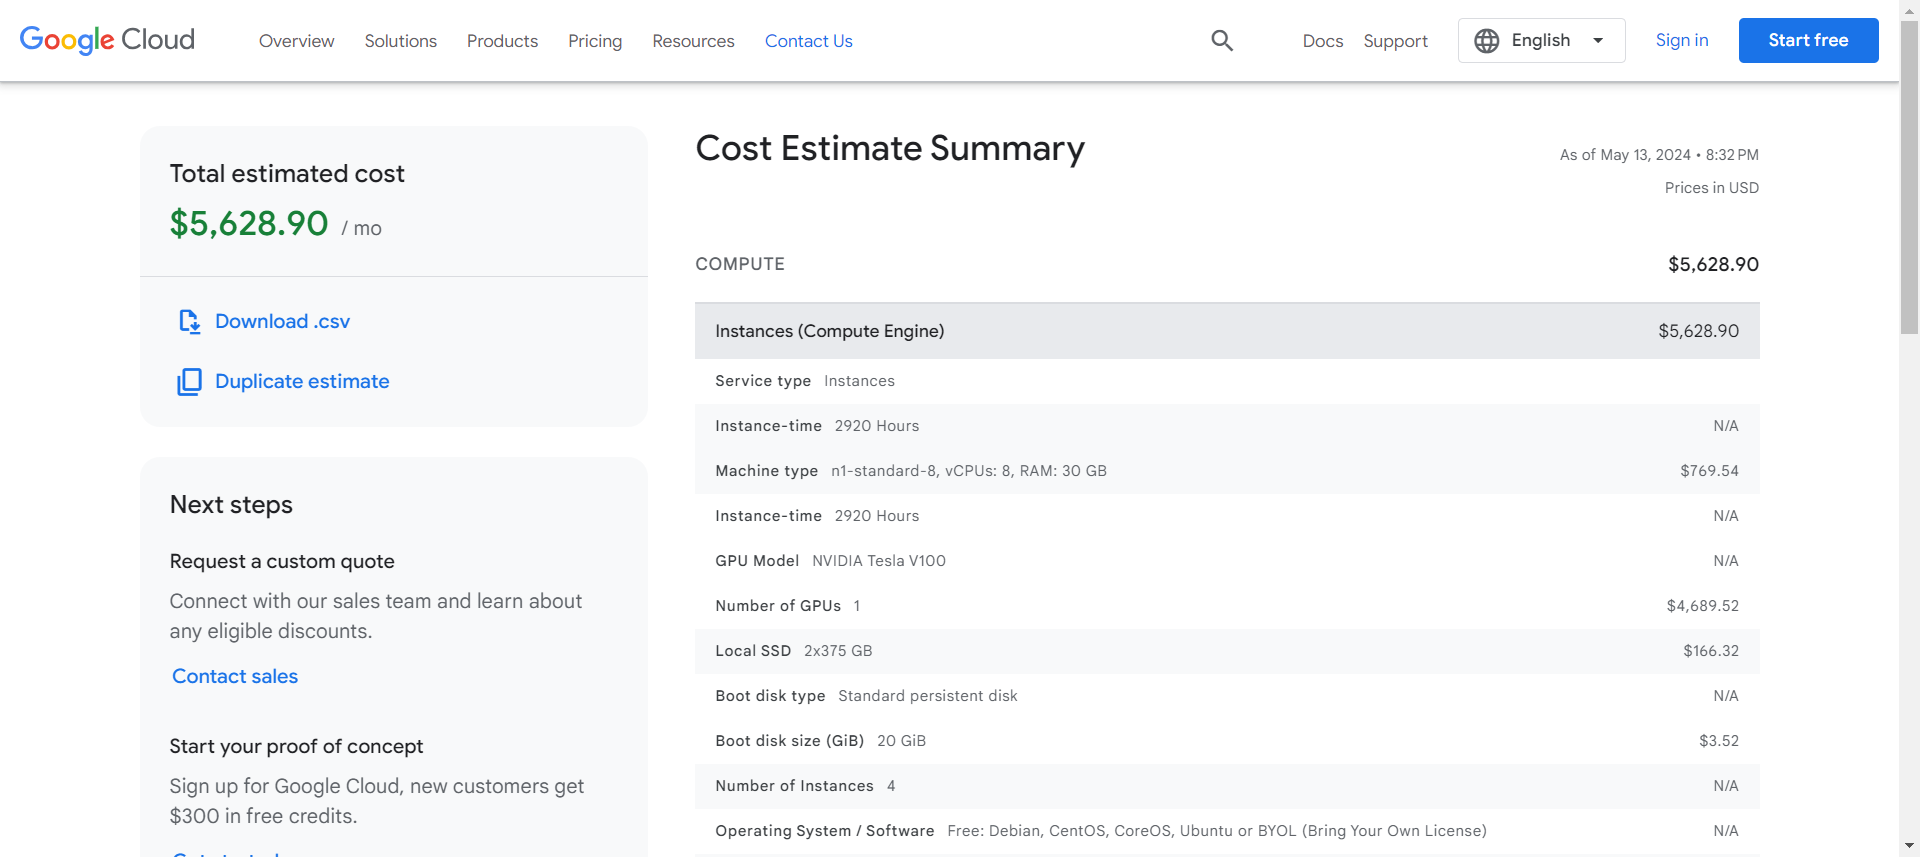 Google Cloud
Overview Solutions Products Pricing Resources Contact Us Docs Support English Sign in Start free
Total estimated cost
$5,628.90 / mo
Download .csv
Duplicate estimate
Next steps
Request a custom quote
Connect with our sales team and learn about
any eligible discounts.
Contact sales
Start your proof of concept
Sign up for Google Cloud, new customers get
$300 in free credits.
Cost Estimate Summary
As of May 13, 2024 • 8:32 PM
Prices in USD
COMPUTE $5,628.90
Instances (Compute Engine) $5,628.90
Service type Instances
Instance-time 2920 Hours N/A
Machine type n1-standard-8, vCPUs: 8, RAM: 30 GB $769.54
Instance-time 2920 Hours N/A
GPU Model NVIDIA Tesla V100 N/A
Number of GPUs 1 $4,689.52
Local SSD 2x375 GB $166.32
Boot disk type Standard persistent disk N/A
Boot disk size (GiB) 20 GiB $3.52
Number of Instances 4 N/A
Operating System / Software Free: Debian, CentOS, CoreOS, Ubuntu or BYOL (Bring Your Own License) N/A